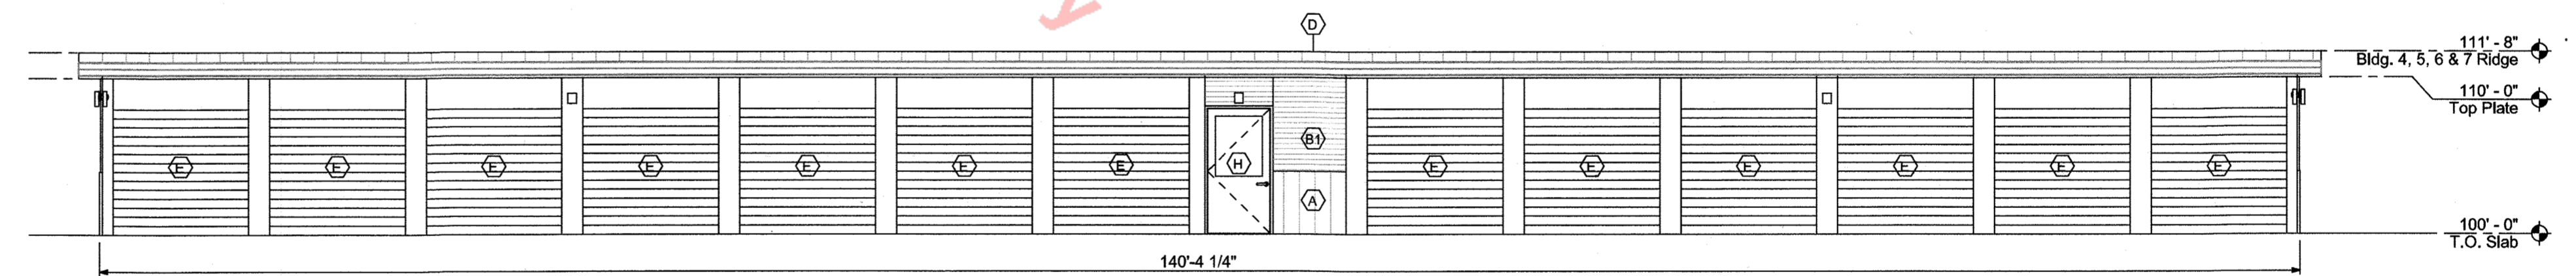 D
111' - 8"
Bldg. 4, 5, 6 & 7 Ridge
110' - 0"
Top Plate
B1
E E E E E E E H E E E E E E
A
100' - 0"
T.O. Slab
140'-4 1/4"